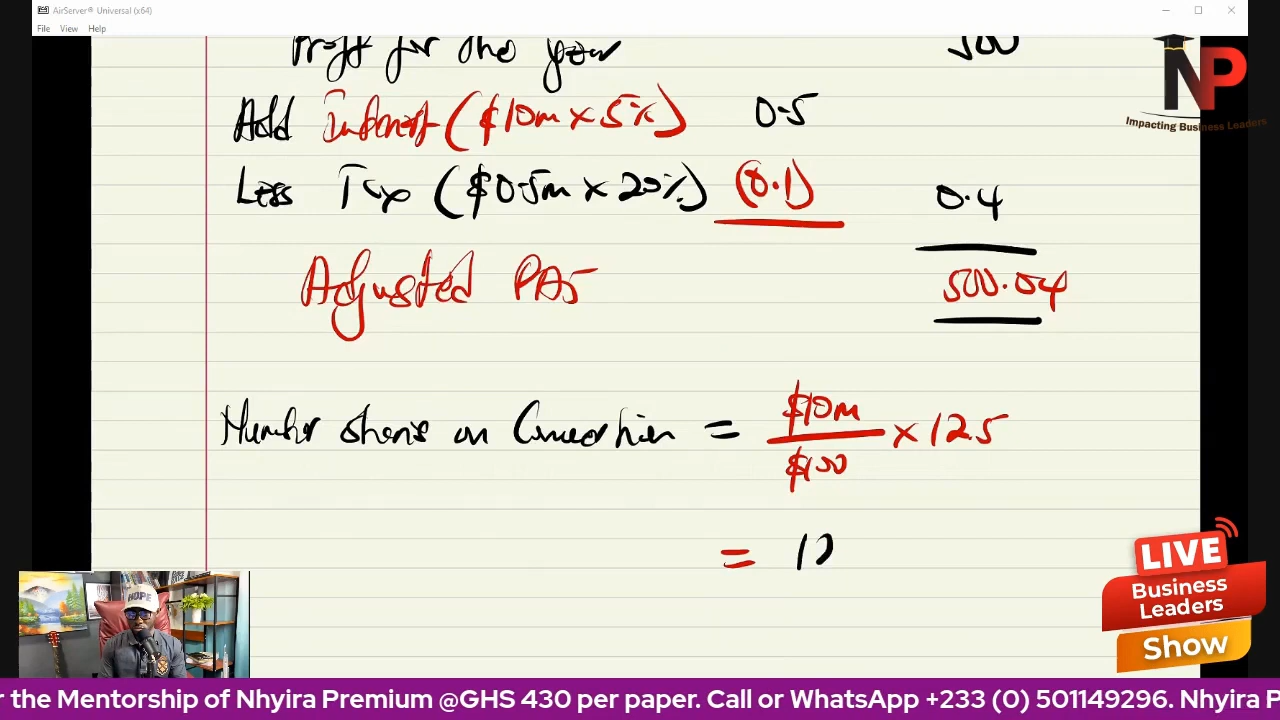 AirServer® Universal (x64)
File View Help
Profit for the year 500
Add Interest ($10m x 5%) 0.5
Less Tax ($0.5m x 20%) (0.1) 0.4
Adjusted PAT 500.04
Number shares on Conversion = $10m / $100 x 125
= 12
NP
Impacting Business Leaders
HOPE
LIVE
Business
Leaders
Show
r the Mentorship of Nhyira Premium @GHS 430 per paper. Call or WhatsApp +233 (0) 501149296. Nhyira P